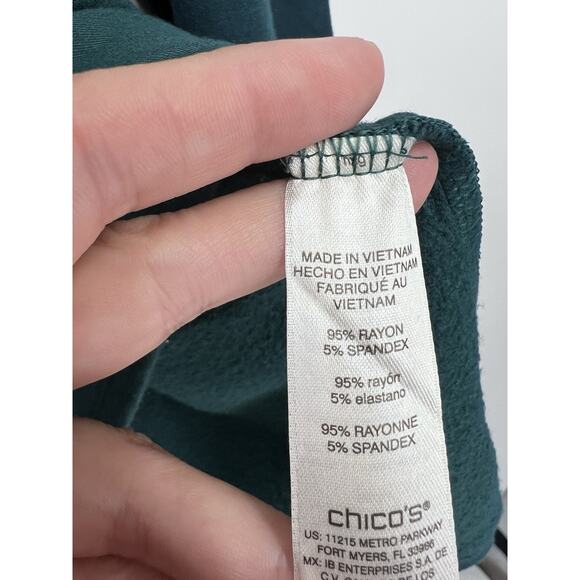 MADE IN VIETNAM
HECHO EN VIETNAM
FABRIQUÉ AU
VIETNAM
95% RAYON
5% SPANDEX
95% rayón
5% elastano
95% RAYONNE
5% SPANDEX
chico's®
US: 11215 METRO PARKWAY
FORT MYERS, FL 33966
MX: IB ENTERPRISES S.A. DE